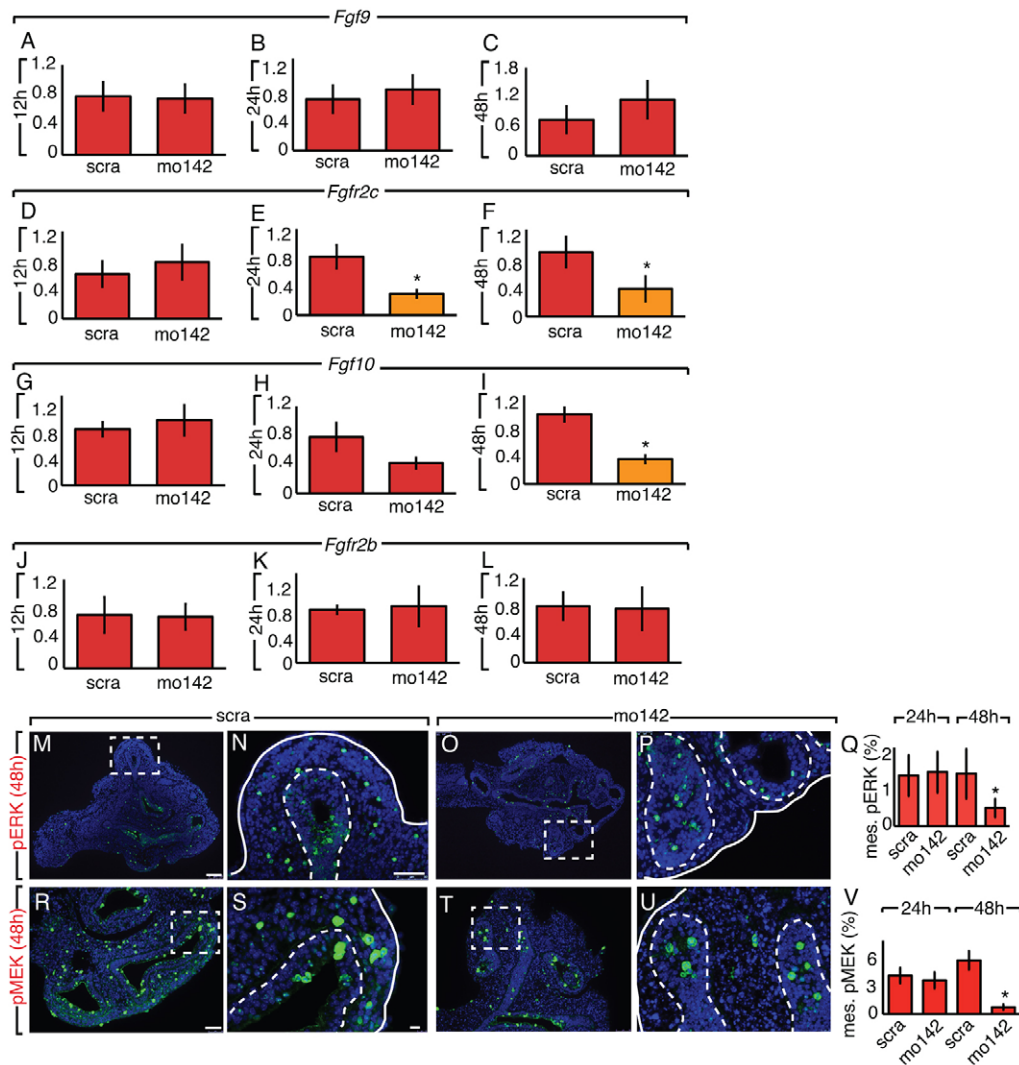 Fgf9
A B C
12h 1.2 0.8 0.4 0 scra mo142
24h 1.2 0.8 0.4 0 scra mo142
48h 1.8 1.2 0.6 0 scra mo142
Fgfr2c
D E F
12h 1.2 0.8 0.4 0 scra mo142
24h 1.2 0.8 0.4 0 * scra mo142
48h 1.2 0.8 0.4 0 * scra mo142
Fgf10
G H I
12h 1.2 0.8 0.4 0 scra mo142
24h 1.2 0.8 0.4 0 scra mo142
48h 1.2 0.8 0.4 0 * scra mo142
Fgfr2b
J K L
12h 1.2 0.8 0.4 0 scra mo142
24h 1.2 0.8 0.4 0 scra mo142
48h 1.2 0.8 0.4 0 scra mo142
scra mo142
pERK (48h)
M N O P
Q 24h 48h
mes. pERK (%) 2 1 0 *
scra mo142 scra mo142
pMEK (48h)
R S T U
V 24h 48h
mes. pMEK (%) 6 3 0 *
scra mo142 scra mo142